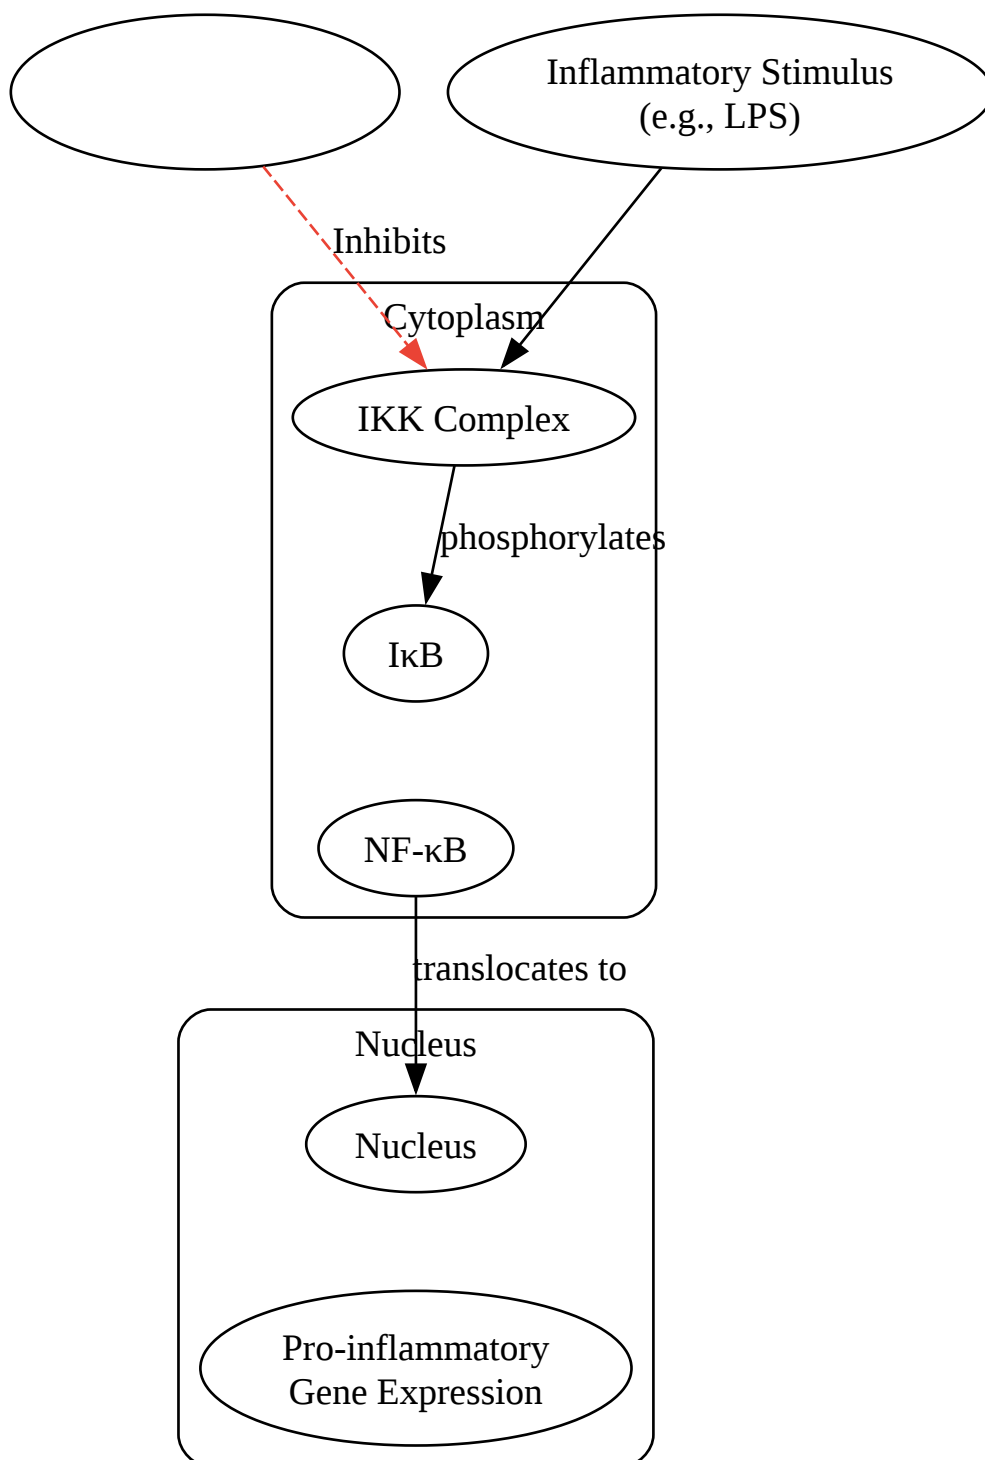 Inflammatory Stimulus
(e.g., LPS)
Inhibits
Cytoplasm
IKK Complex
phosphorylates
IκB
NF-κB
translocates to
Nucleus
Nucleus
Pro-inflammatory
Gene Expression